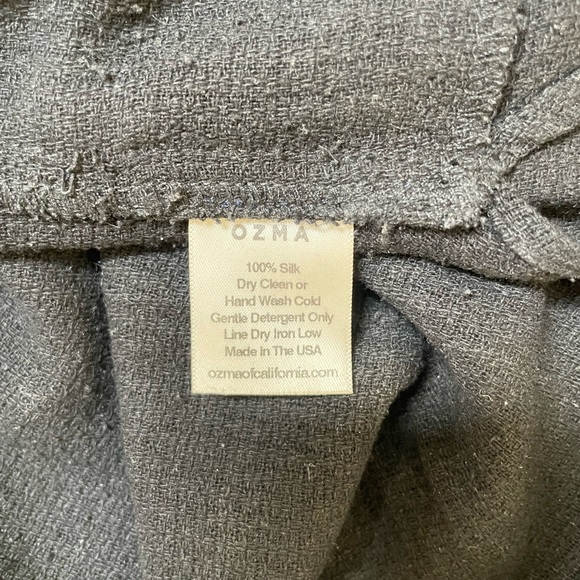 OZMA
100% Silk
Dry Clean or
Hand Wash Cold
Gentle Detergent Only
Line Dry Iron Low
Made In The USA
ozmaofcalifornia.com